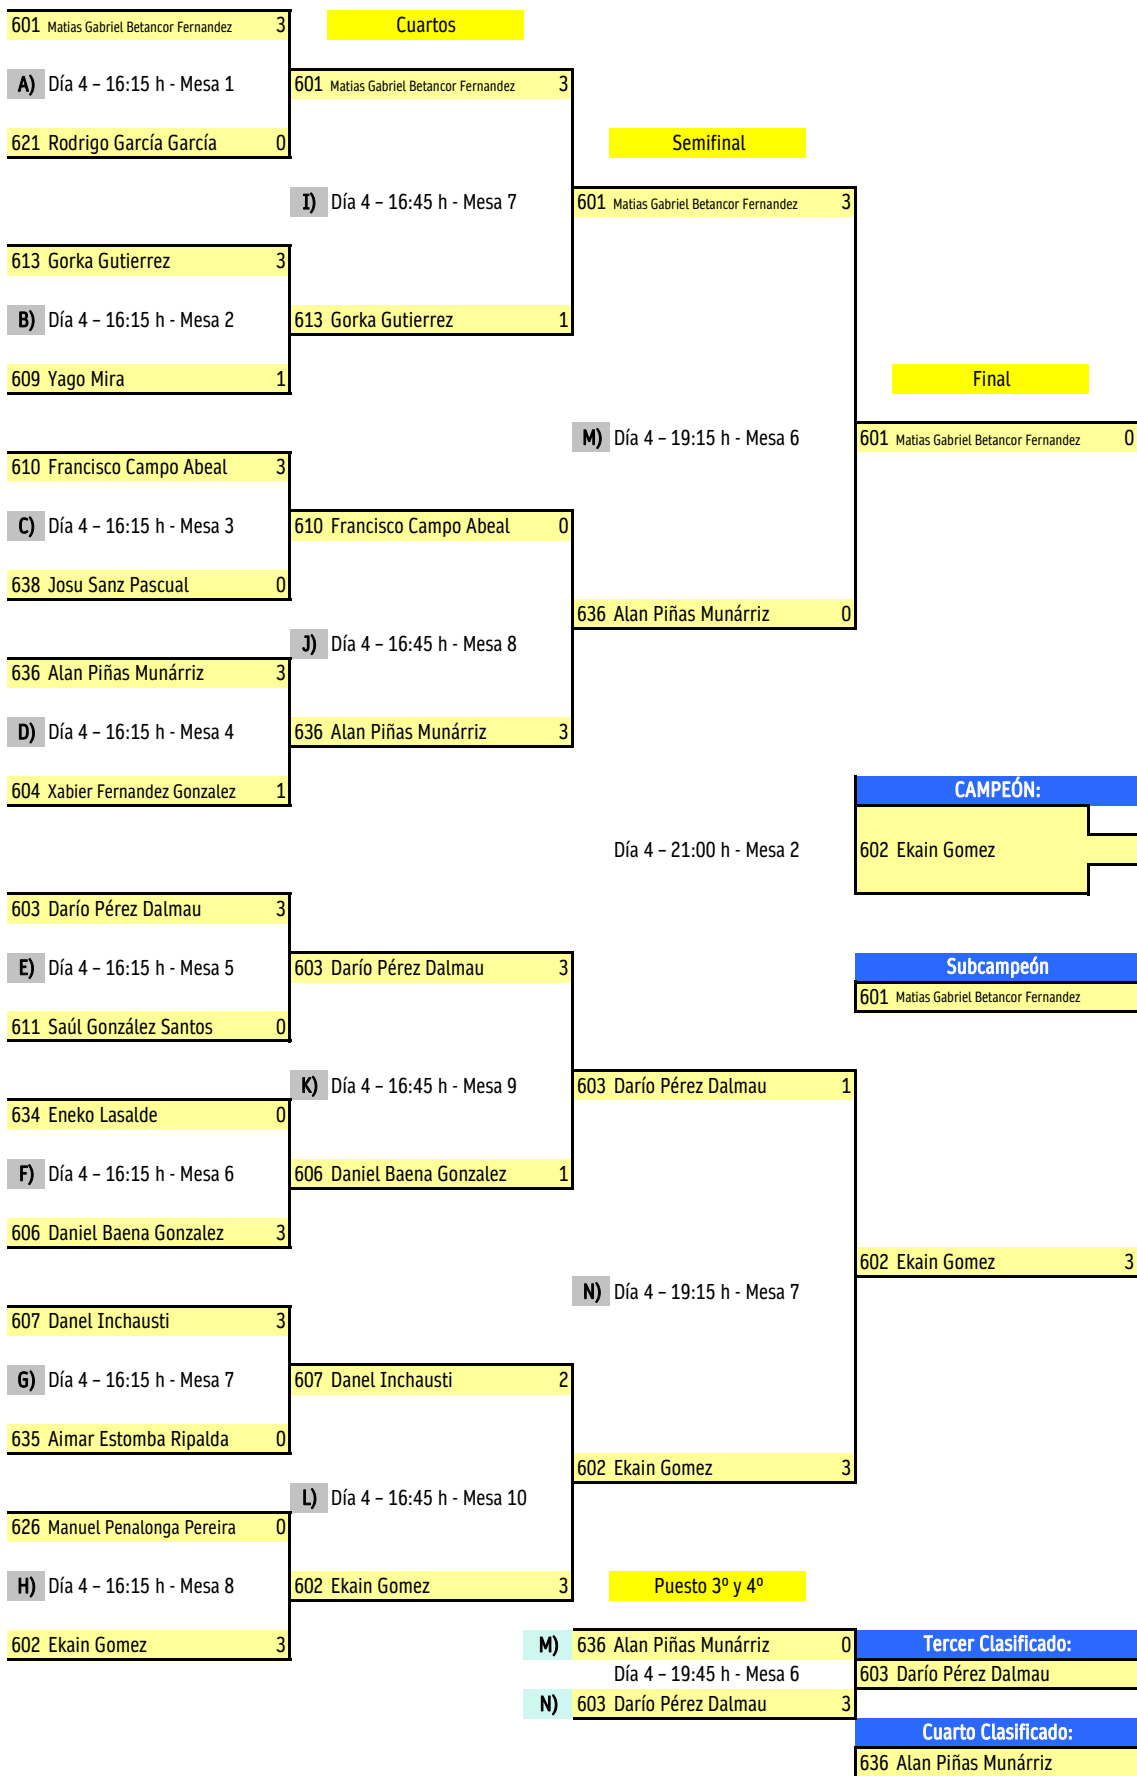 601 Matias Gabriel Betancor Fernandez 3
Cuartos
A) Día 4 – 16:15 h - Mesa 1
601 Matias Gabriel Betancor Fernandez 3
621 Rodrigo García García 0
Semifinal
I) Día 4 – 16:45 h - Mesa 7
601 Matias Gabriel Betancor Fernandez 3
613 Gorka Gutierrez 3
B) Día 4 – 16:15 h - Mesa 2
613 Gorka Gutierrez 1
609 Yago Mira 1
Final
M) Día 4 – 19:15 h - Mesa 6
601 Matias Gabriel Betancor Fernandez 0
610 Francisco Campo Abeal 3
C) Día 4 – 16:15 h - Mesa 3
610 Francisco Campo Abeal 0
638 Josu Sanz Pascual 0
636 Alan Piñas Munárriz 0
J) Día 4 – 16:45 h - Mesa 8
636 Alan Piñas Munárriz 3
D) Día 4 – 16:15 h - Mesa 4
636 Alan Piñas Munárriz 3
604 Xabier Fernandez Gonzalez 1
CAMPEÓN:
Día 4 – 21:00 h - Mesa 2
602 Ekain Gomez
603 Darío Pérez Dalmau 3
E) Día 4 – 16:15 h - Mesa 5
603 Darío Pérez Dalmau 3
Subcampeón
601 Matias Gabriel Betancor Fernandez
611 Saúl González Santos 0
K) Día 4 – 16:45 h - Mesa 9
603 Darío Pérez Dalmau 1
634 Eneko Lasalde 0
F) Día 4 – 16:15 h - Mesa 6
606 Daniel Baena Gonzalez 1
606 Daniel Baena Gonzalez 3
602 Ekain Gomez 3
N) Día 4 – 19:15 h - Mesa 7
607 Danel Inchausti 3
G) Día 4 – 16:15 h - Mesa 7
607 Danel Inchausti 2
635 Aimar Estomba Ripalda 0
602 Ekain Gomez 3
L) Día 4 – 16:45 h - Mesa 10
626 Manuel Penalonga Pereira 0
H) Día 4 – 16:15 h - Mesa 8
602 Ekain Gomez 3
Puesto 3º y 4º
602 Ekain Gomez 3
M) 636 Alan Piñas Munárriz 0
Tercer Clasificado:
Día 4 – 19:45 h - Mesa 6
603 Darío Pérez Dalmau
N) 603 Darío Pérez Dalmau 3
Cuarto Clasificado:
636 Alan Piñas Munárriz